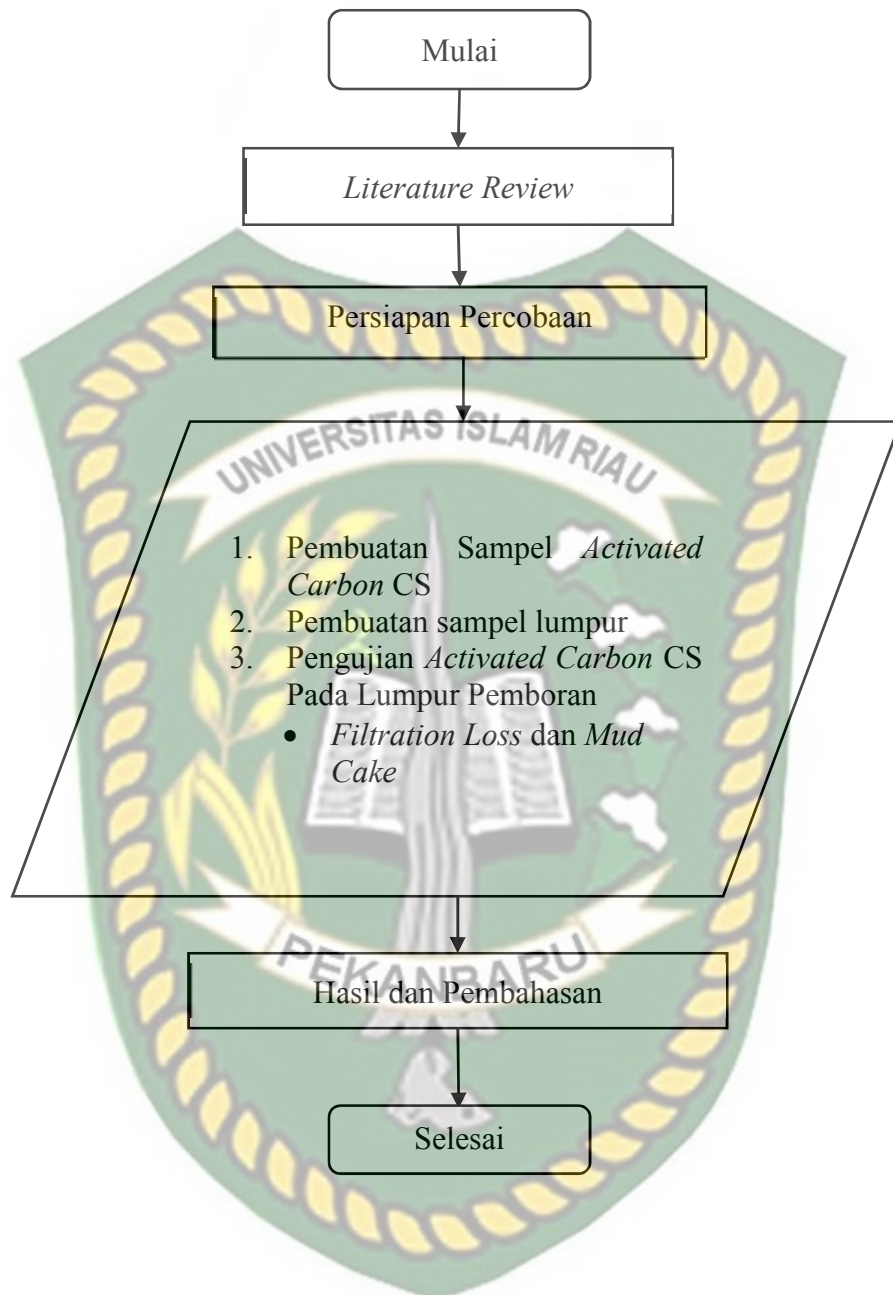 Mulai
Literature Review
Persiapan Percobaan
UNIVERSITAS ISLAM RIAU
1. Pembuatan Sampel Activated
Carbon CS
2. Pembuatan sampel lumpur
3. Pengujian Activated Carbon CS
Pada Lumpur Pemboran
• Filtration Loss dan Mud
Cake
PEKANBARU
Hasil dan Pembahasan
Selesai